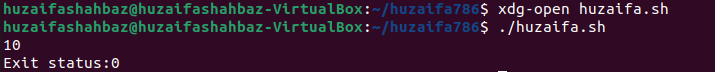 huzaifashahbaz@huzaifashahbaz-VirtualBox:~/huzaifa786$ xdg-open huzaifa.sh
huzaifashahbaz@huzaifashahbaz-VirtualBox:~/huzaifa786$ ./huzaifa.sh
10
Exit status:0